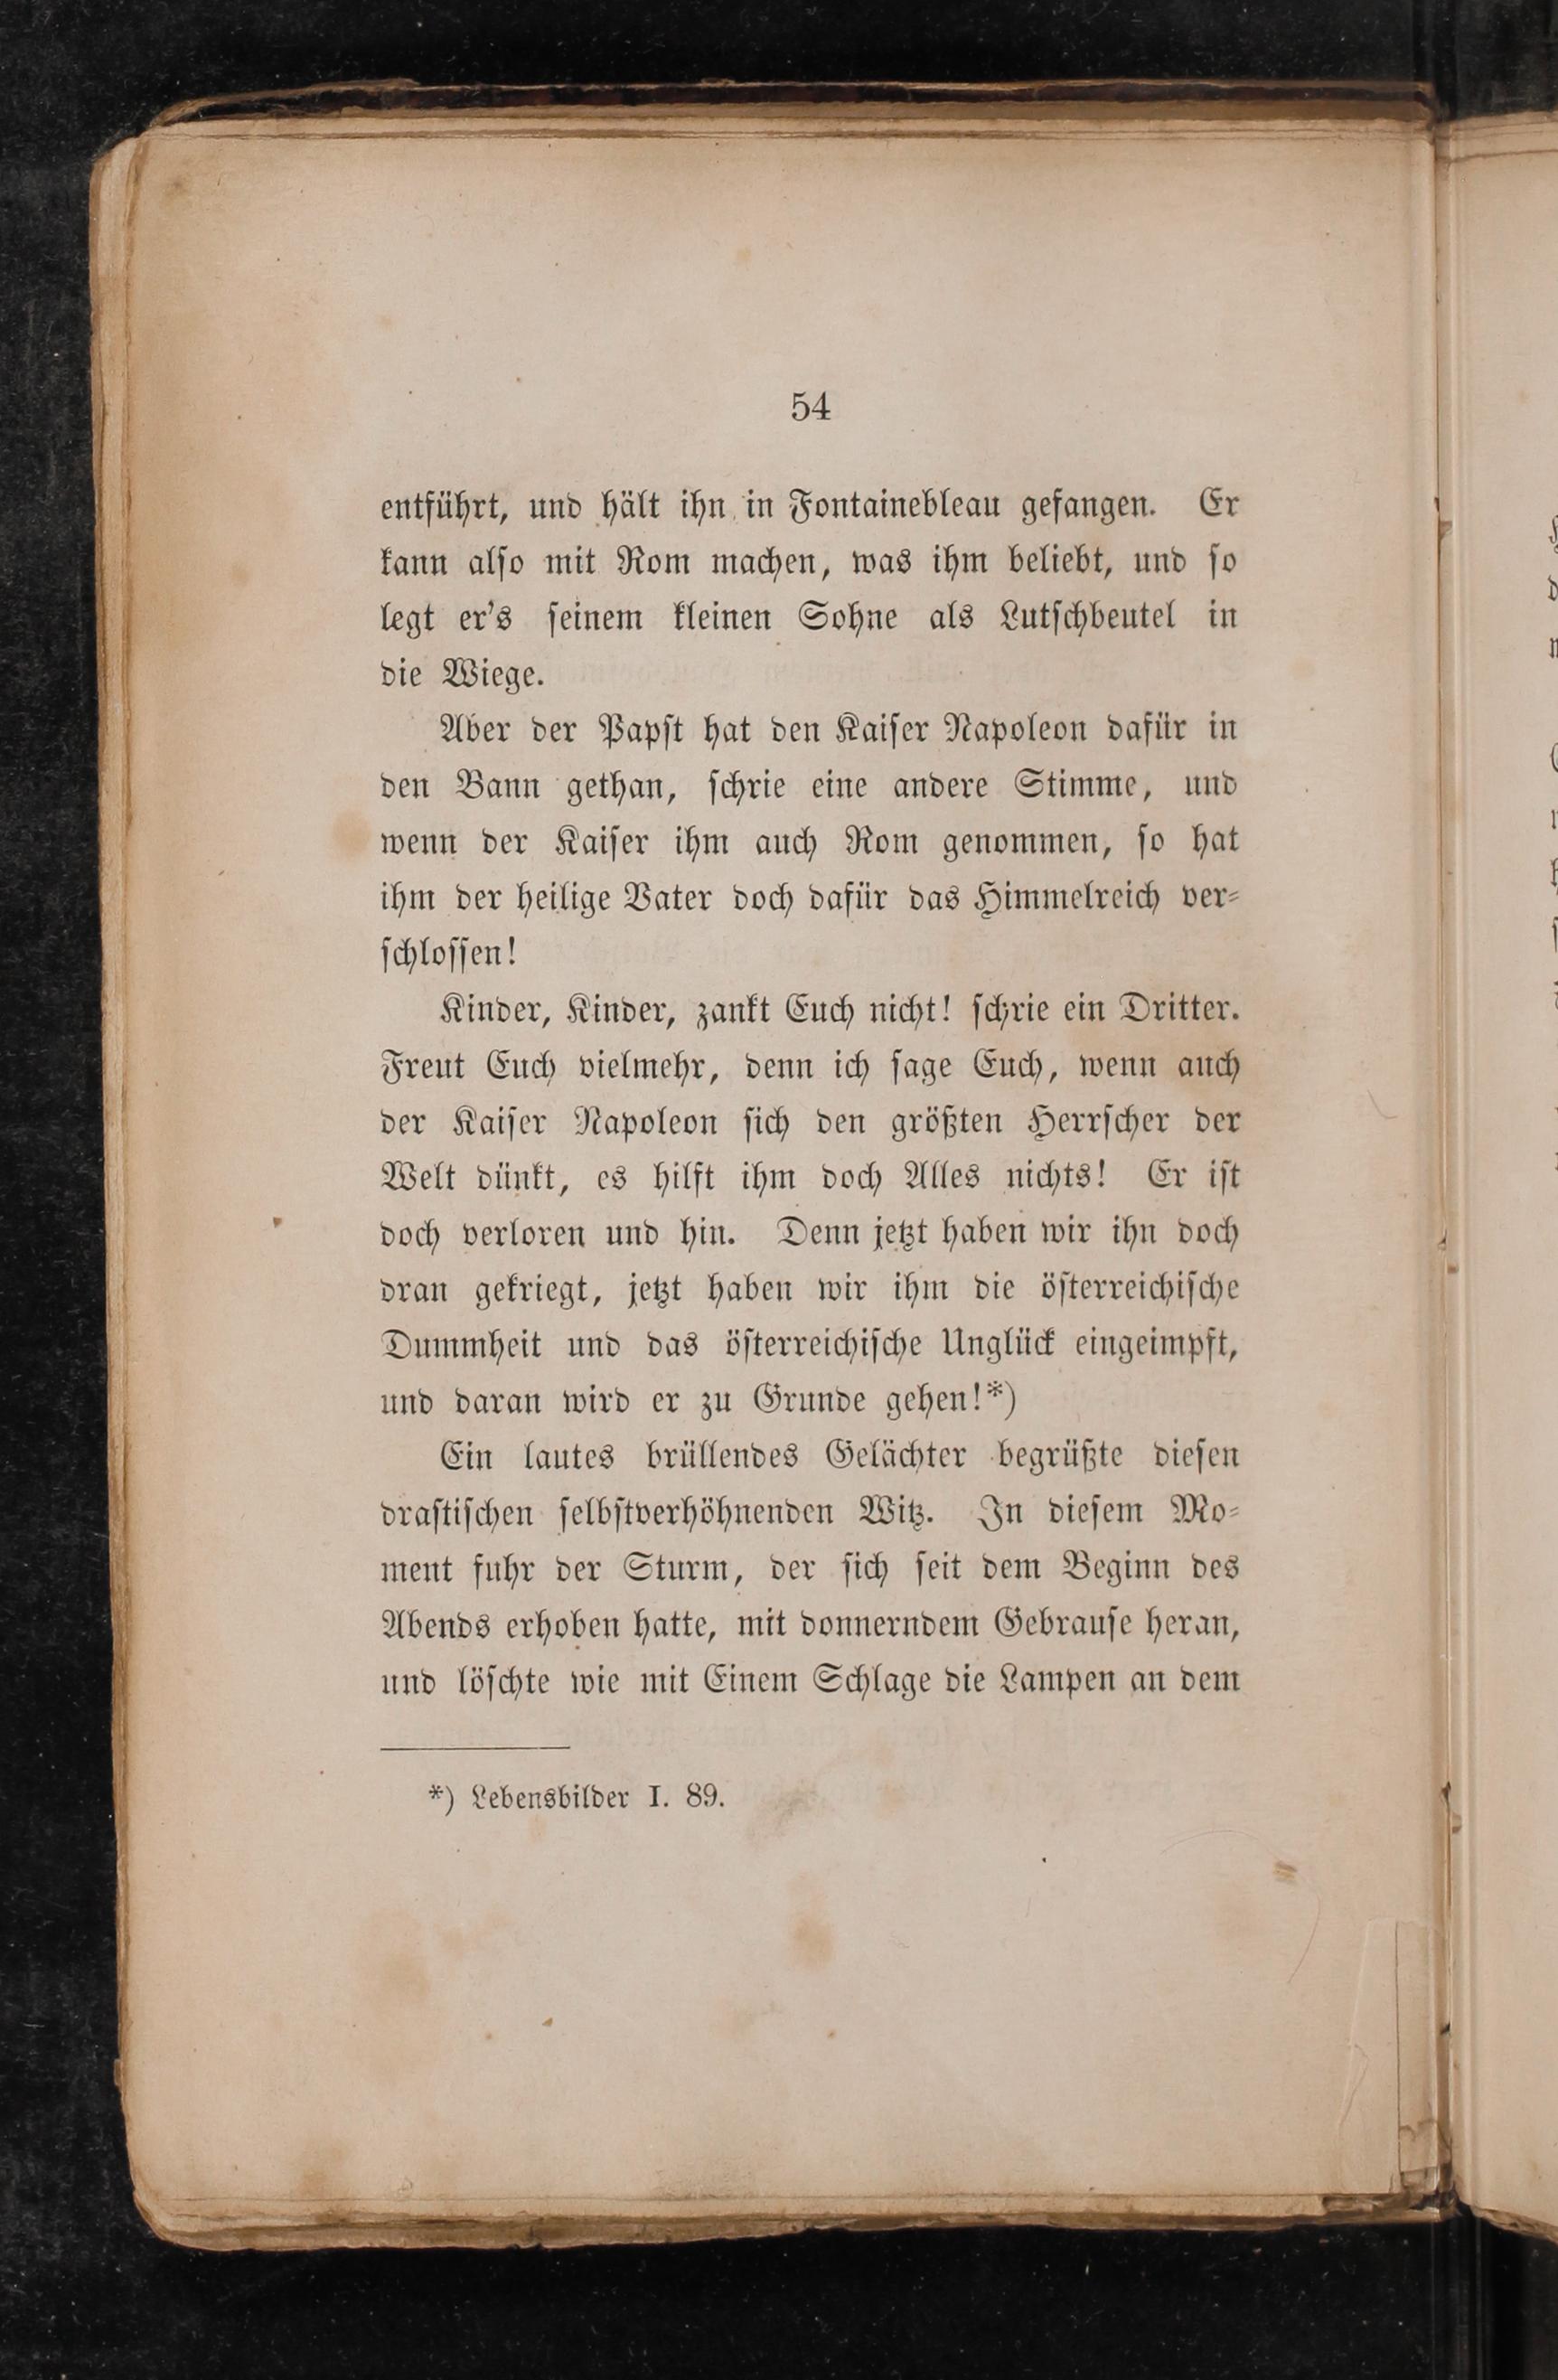 54
entführt, und hält ihn in Fontainebleau gefangen. Er
kann also mit Rom machen, was ihm beliebt, und so
legt er's seinem kleinen Sohne als Lutschbeutel in
die Wiege.
Aber der Papst hat den Kaiser Napoleon dafür in
den Bann gethan, schrie eine andere Stimme, und
wenn der Kaiser ihm auch Rom genommen, so hat
ihm der heilige Vater doch dafür das Himmelreich ver-
schlossen!
Kinder, Kinder, zankt Euch nicht! schrie ein Dritter.
Freut Euch vielmehr, denn ich sage Euch, wenn auch
der Kaiser Napoleon sich den größten Herrscher der
Welt dünkt, es hilft ihm doch Alles nichts! Er ist
doch verloren und hin. Denn jetzt haben wir ihn doch
dran gekriegt, jetzt haben wir ihm die österreichische
Dummheit und das österreichische Unglück eingeimpft,
und daran wird er zu Grunde gehen!*)
Ein lautes brüllendes Gelächter begrüßte diesen
drastischen selbstverhöhnenden Witz. In diesem Mo-
ment fuhr der Sturm, der sich seit dem Beginn des
Abends erhoben hatte, mit donnerndem Gebrause heran,
und löschte wie mit Einem Schlage die Lampen an dem
*) Lebensbilder I. 89.